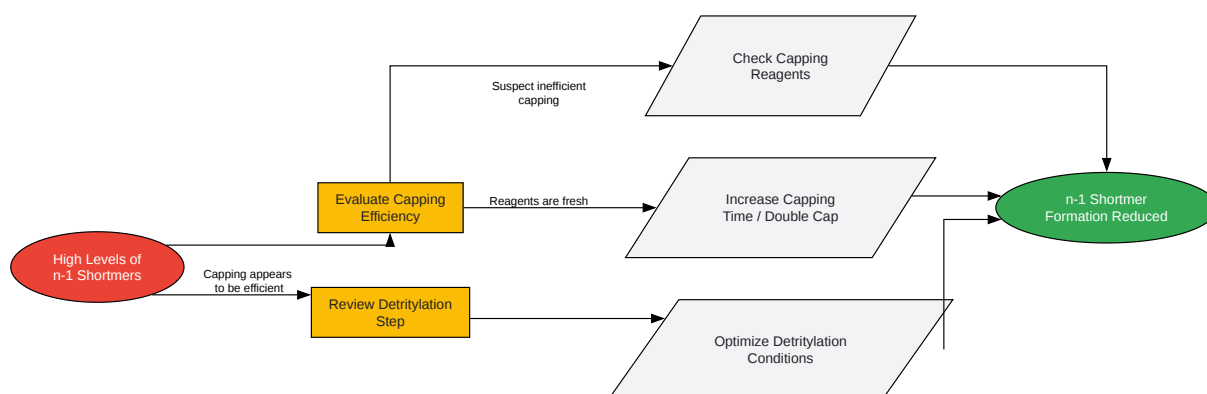 Check Capping
Reagents
Suspect inefficient
capping
Evaluate Capping
Efficiency
Reagents are fresh
Increase Capping
Time / Double Cap
n-1 Shortmer
Formation Reduced
High Levels of
n-1 Shortmers
Capping appears
to be efficient
Review Detritylation
Step
Optimize Detritylation
Conditions